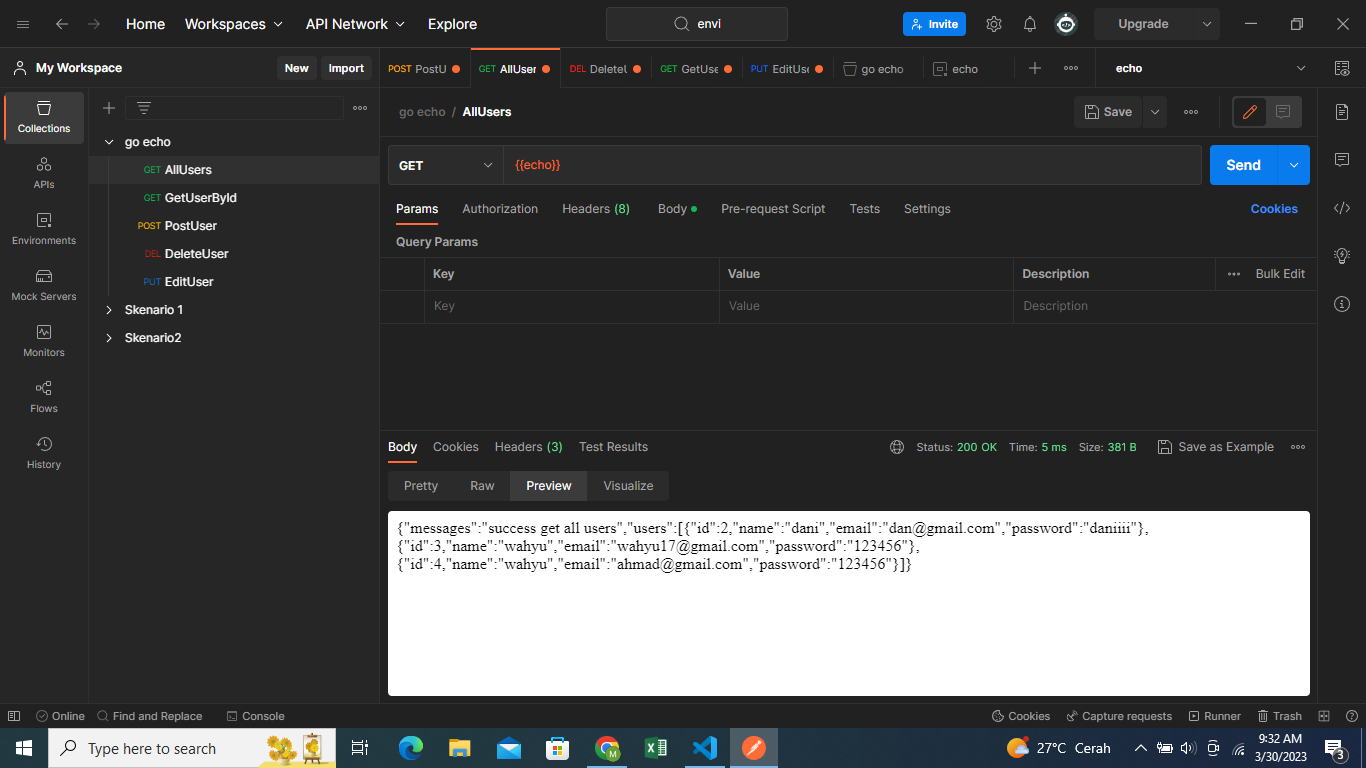 Home Workspaces API Network Explore envi Invite Upgrade
My Workspace New Import POST PostU GET AllUser DEL DeleteU GET GetUse PUT EditUse go echo echo echo
Collections
APIs
Environments
Mock Servers
Monitors
Flows
History
go echo
GET AllUsers
GET GetUserById
POST PostUser
DEL DeleteUser
PUT EditUser
Skenario 1
Skenario2
go echo / AllUsers Save
GET {{echo}} Send
Params Authorization Headers (8) Body Pre-request Script Tests Settings Cookies
Query Params
Key Value Description Bulk Edit
Key Value Description
Body Cookies Headers (3) Test Results Status: 200 OK Time: 5 ms Size: 381 B Save as Example
Pretty Raw Preview Visualize
{"messages":"success get all users","users":[{"id":2,"name":"dani","email":"dan@gmail.com","password":"daniiii"},
{"id":3,"name":"wahyu","email":"wahyu17@gmail.com","password":"123456"},
{"id":4,"name":"wahyu","email":"ahmad@gmail.com","password":"123456"}]}
Online Find and Replace Console Cookies Capture requests Runner Trash
Type here to search 27°C Cerah 9:32 AM
3/30/2023 3